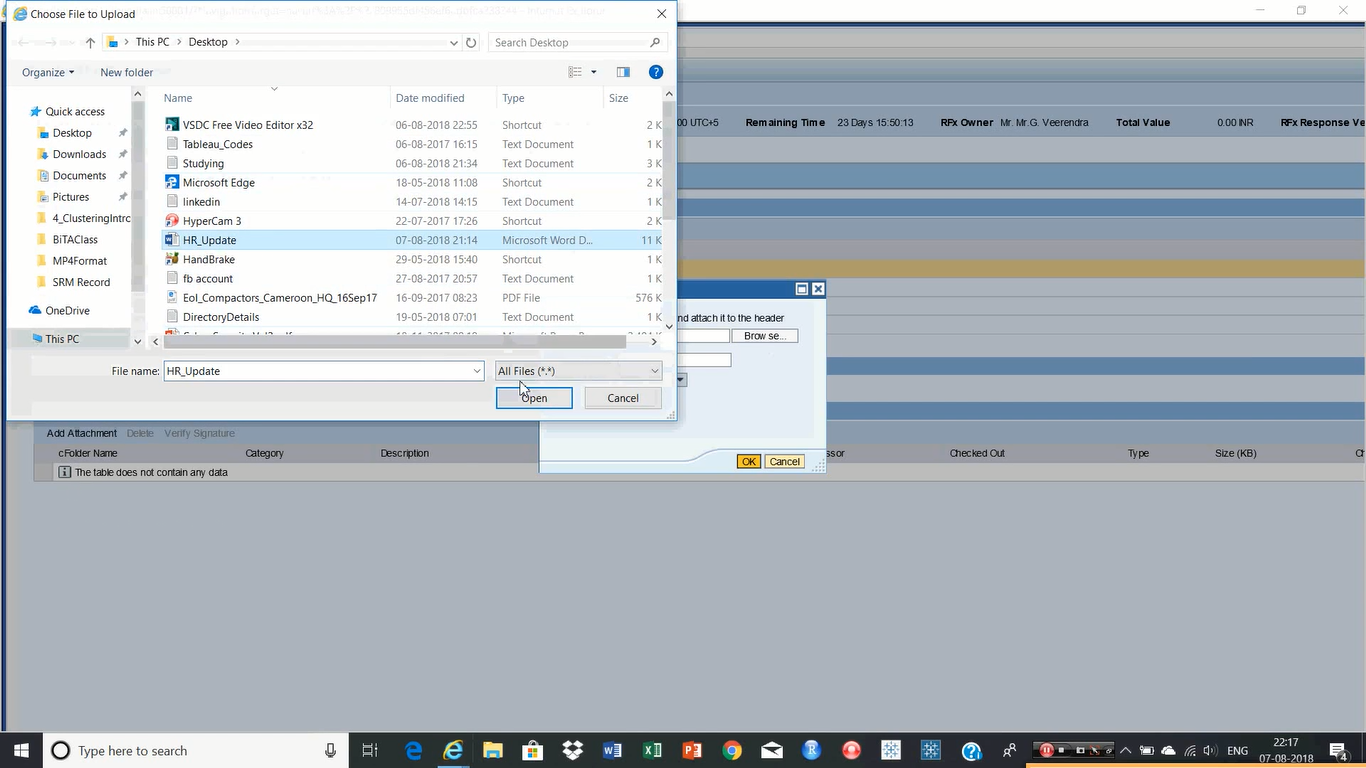 Choose File to Upload
This PC > Desktop >
Search Desktop
Organize
New folder
Name
Date modified
Type
Size
Quick access
Desktop
Downloads
Documents
Pictures
4_ClusteringIntrc
BiTAClass
MP4Format
SRM Record
OneDrive
This PC
VSDC Free Video Editor x32 06-08-2018 22:55 Shortcut 2 K
Tableau_Codes 06-08-2017 16:15 Text Document 1 K
Studying 06-08-2018 21:34 Text Document 3 K
Microsoft Edge 18-05-2018 11:08 Shortcut 2 K
linkedin 14-07-2018 14:15 Text Document 1 K
HyperCam 3 22-07-2017 17:26 Shortcut 2 K
HR_Update 07-08-2018 21:14 Microsoft Word D... 11 K
HandBrake 29-05-2018 15:40 Shortcut 1 K
fb account 27-08-2017 20:57 Text Document 1 K
EoI_Compactors_Cameroon_HQ_16Sep17 16-09-2017 08:23 PDF File 576 K
DirectoryDetails 19-05-2018 07:01 Text Document 1 K
File name: HR_Update
All Files (*.*)
Open
Cancel
00 UTC+5 Remaining Time 23 Days 15:50:13 RFx Owner Mr. Mr.G. Veerendra Total Value 0.00 INR RFx Response Ve
nd attach it to the header
Browse...
OK
Cancel
Add Attachment Delete Verify Signature
cFolder Name Category Description sor Checked Out Type Size (KB) Ch
The table does not contain any data
Type here to search
ENG
22:17
07-08-2018
4